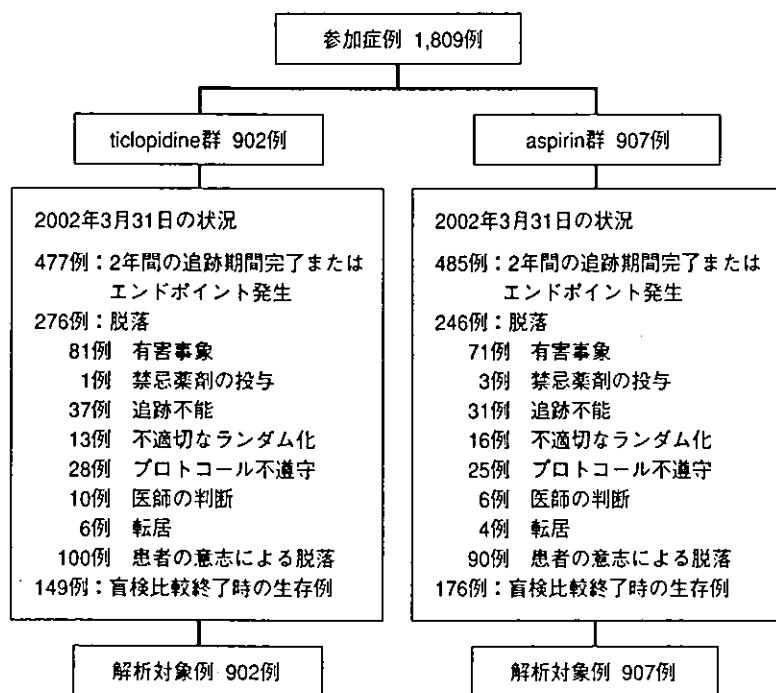 参加症例 1,809例
ticlopidine群 902例
aspirin群 907例
2002年3月31日の状況
477例：2年間の追跡期間完了または
エンドポイント発生
276例：脱落
81例 有害事象
1例 禁忌薬剤の投与
37例 追跡不能
13例 不適切なランダム化
28例 プロトコール不遵守
10例 医師の判断
6例 転居
100例 患者の意志による脱落
149例：盲検比較終了時の生存例
2002年3月31日の状況
485例：2年間の追跡期間完了または
エンドポイント発生
246例：脱落
71例 有害事象
3例 禁忌薬剤の投与
31例 追跡不能
16例 不適切なランダム化
25例 プロトコール不遵守
6例 医師の判断
4例 転居
90例 患者の意志による脱落
176例：盲検比較終了時の生存例
解析対象例 902例
解析対象例 907例